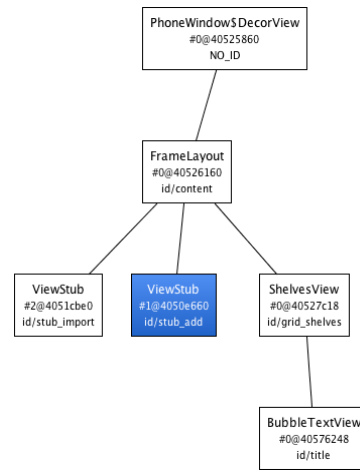 PhoneWindow$DecorView
#0@40525860
NO_ID
FrameLayout
#0@40526160
id/content
ViewStub
#2@4051cbe0
id/stub_import
ViewStub
#1@4050e660
id/stub_add
ShelvesView
#0@40527c18
id/grid_shelves
BubbleTextView
#0@40576248
id/title